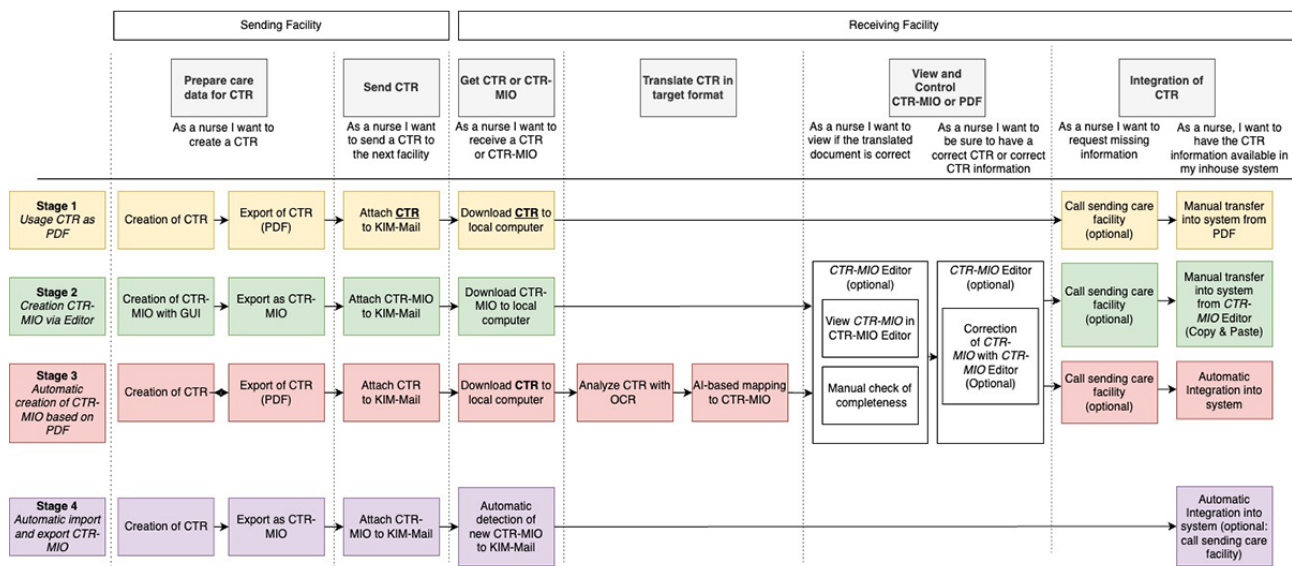 Sending Facility
Receiving Facility
Prepare care
data for CTR
Send CTR
Get CTR or CTR-
MIO
Translate CTR in
target format
View and
Control
CTR-MIO or PDF
Integration of
CTR
As a nurse I want to
create a CTR
As a nurse I want
to send a CTR to
the next facility
As a nurse I want
to receive a CTR
or CTR-MIO
As a nurse I want to
view if the translated
document is correct
As a nurse I want to
be sure to have a
correct CTR or correct
CTR information
As a nurse I want to
request missing
information
As a nurse, I want to
have the CTR
information available in
my inhouse system
Stage 1
Usage CTR as
PDF
Creation of CTR
Export of CTR
(PDF)
Attach CTR
to KIM-Mail
Download CTR to
local computer
Call sending care
facility
(optional)
Manual transfer
into system from
PDF
Stage 2
Creation CTR-
MIO via Editor
Creation of CTR-
MIO with GUI
Export as CTR-
MIO
Attach CTR-MIO
to KIM-Mail
Download CTR-
MIO to local
computer
CTR-MIO Editor
(optional)
View CTR-MIO in
CTR-MIO Editor
Manual check of
completeness
CTR-MIO Editor
(optional)
Correction
of CTR-
MIO with CTR-
MIO Editor
(Optional)
Call sending care
facility
(optional)
Manual transfer
into system
from CTR-
MIO Editor
(Copy & Paste)
Stage 3
Automatic
creation of CTR-
MIO based on
PDF
Creation of CTR
Export of CTR
(PDF)
Attach CTR
to KIM-Mail
Download CTR to
local computer
Analyze CTR with
OCR
AI-based mapping
to CTR-MIO
Call sending care
facility
(optional)
Automatic
Integration into
system
Stage 4
Automatic import
and export CTR-
MIO
Creation of CTR
Export as CTR-
MIO
Attach CTR-
MIO to KIM-Mail
Automatic
detection of
new CTR-MIO
to KIM-Mail
Automatic
Integration into
system (optional:
call sending care
facility)